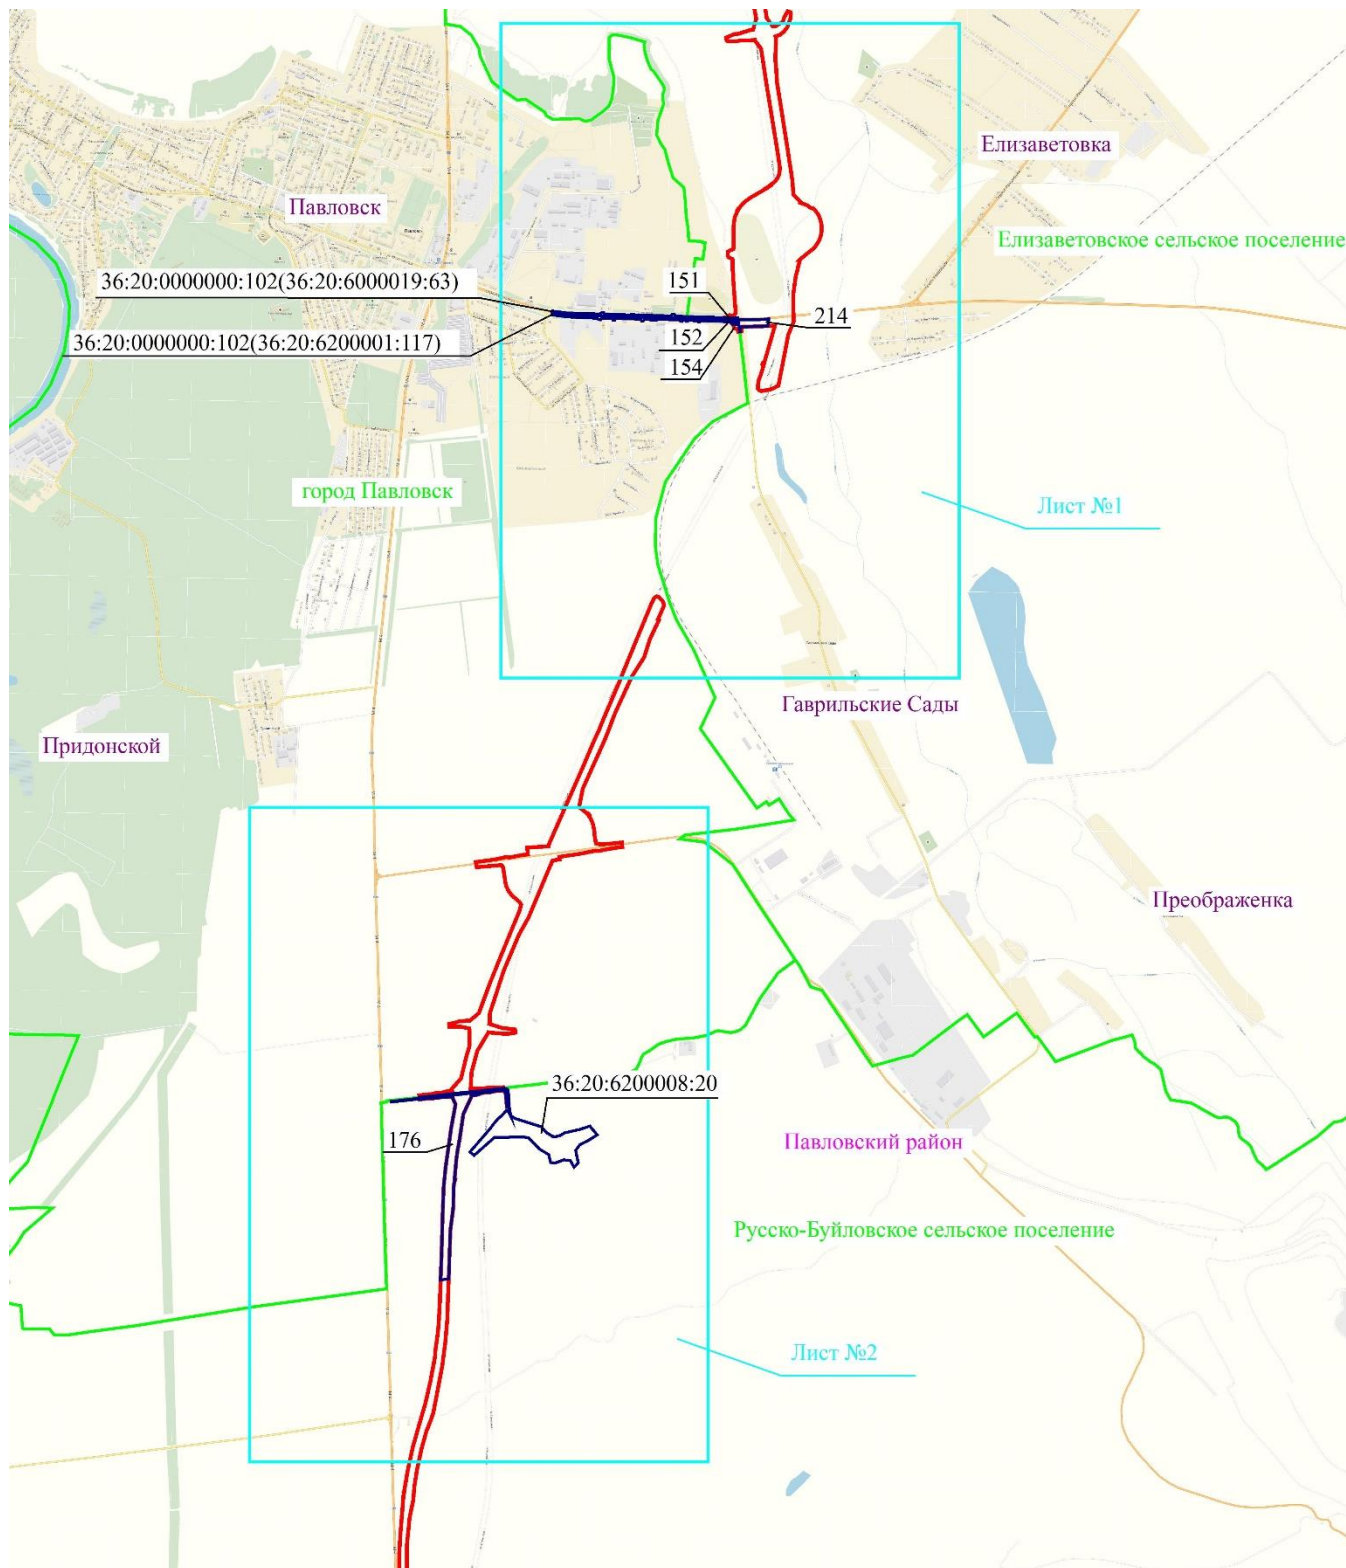 Елизаветовка
Павловск
Елизаветовское сельское поселение
36:20:0000000:102(36:20:6000019:63)
151
214
36:20:0000000:102(36:20:6200001:117)
152
154
город Павловск
Лист №1
Гаврильские Сады
Придонской
Преображенка
36:20:6200008:20
176
Павловский район
Русско-Буйловское сельское поселение
Лист №2